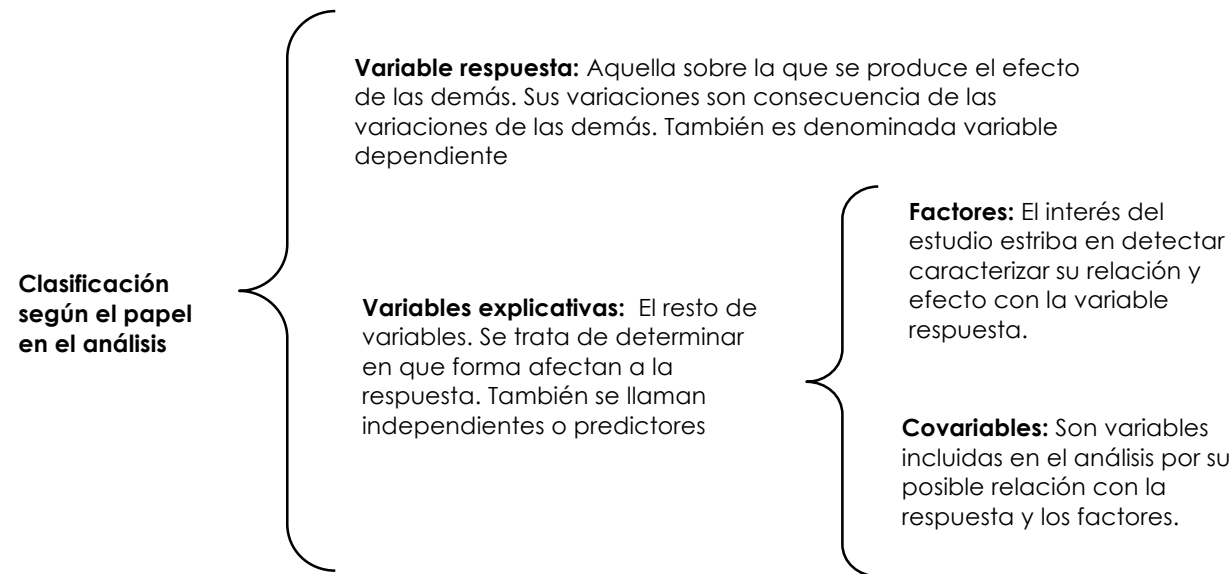 Variable respuesta: Aquella sobre la que se produce el efecto
de las demás. Sus variaciones son consecuencia de las
variaciones de las demás. También es denominada variable
dependiente
Clasificación
según el papel
en el análisis
Variables explicativas: El resto de
variables. Se trata de determinar
en que forma afectan a la
respuesta. También se llaman
independientes o predictores
Factores: El interés del
estudio estriba en detectar
caracterizar su relación y
efecto con la variable
respuesta.
Covariables: Son variables
incluidas en el análisis por su
posible relación con la
respuesta y los factores.